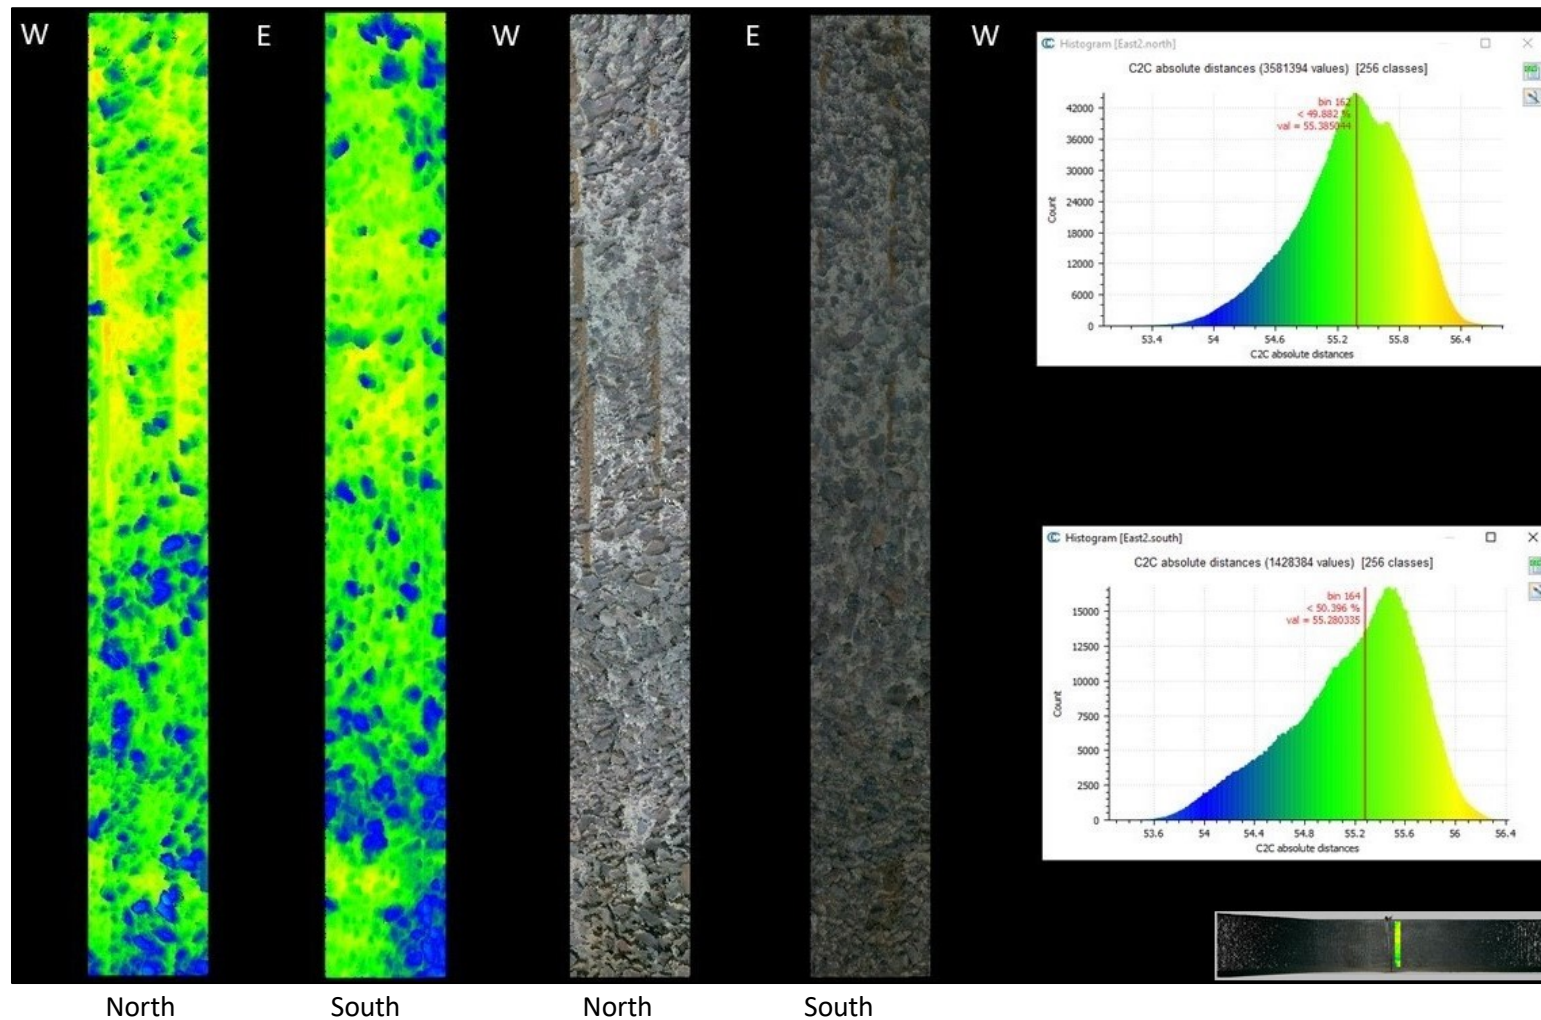 W
E
W
E
W
Histogram [East2.north]
C2C absolute distances (3581394 values) [256 classes]
42000
36000
30000
24000
18000
12000
6000
0
Count
bin 162
< 49.882 %
val = 55.385044
53.4 54 54.6 55.2 55.8 56.4
C2C absolute distances
Histogram [East2.south]
C2C absolute distances (1428384 values) [256 classes]
15000
12500
10000
7500
5000
2500
0
Count
bin 164
< 50.396 %
val = 55.280335
53.6 54 54.4 54.8 55.2 55.6 56 56.4
C2C absolute distances
North South North South